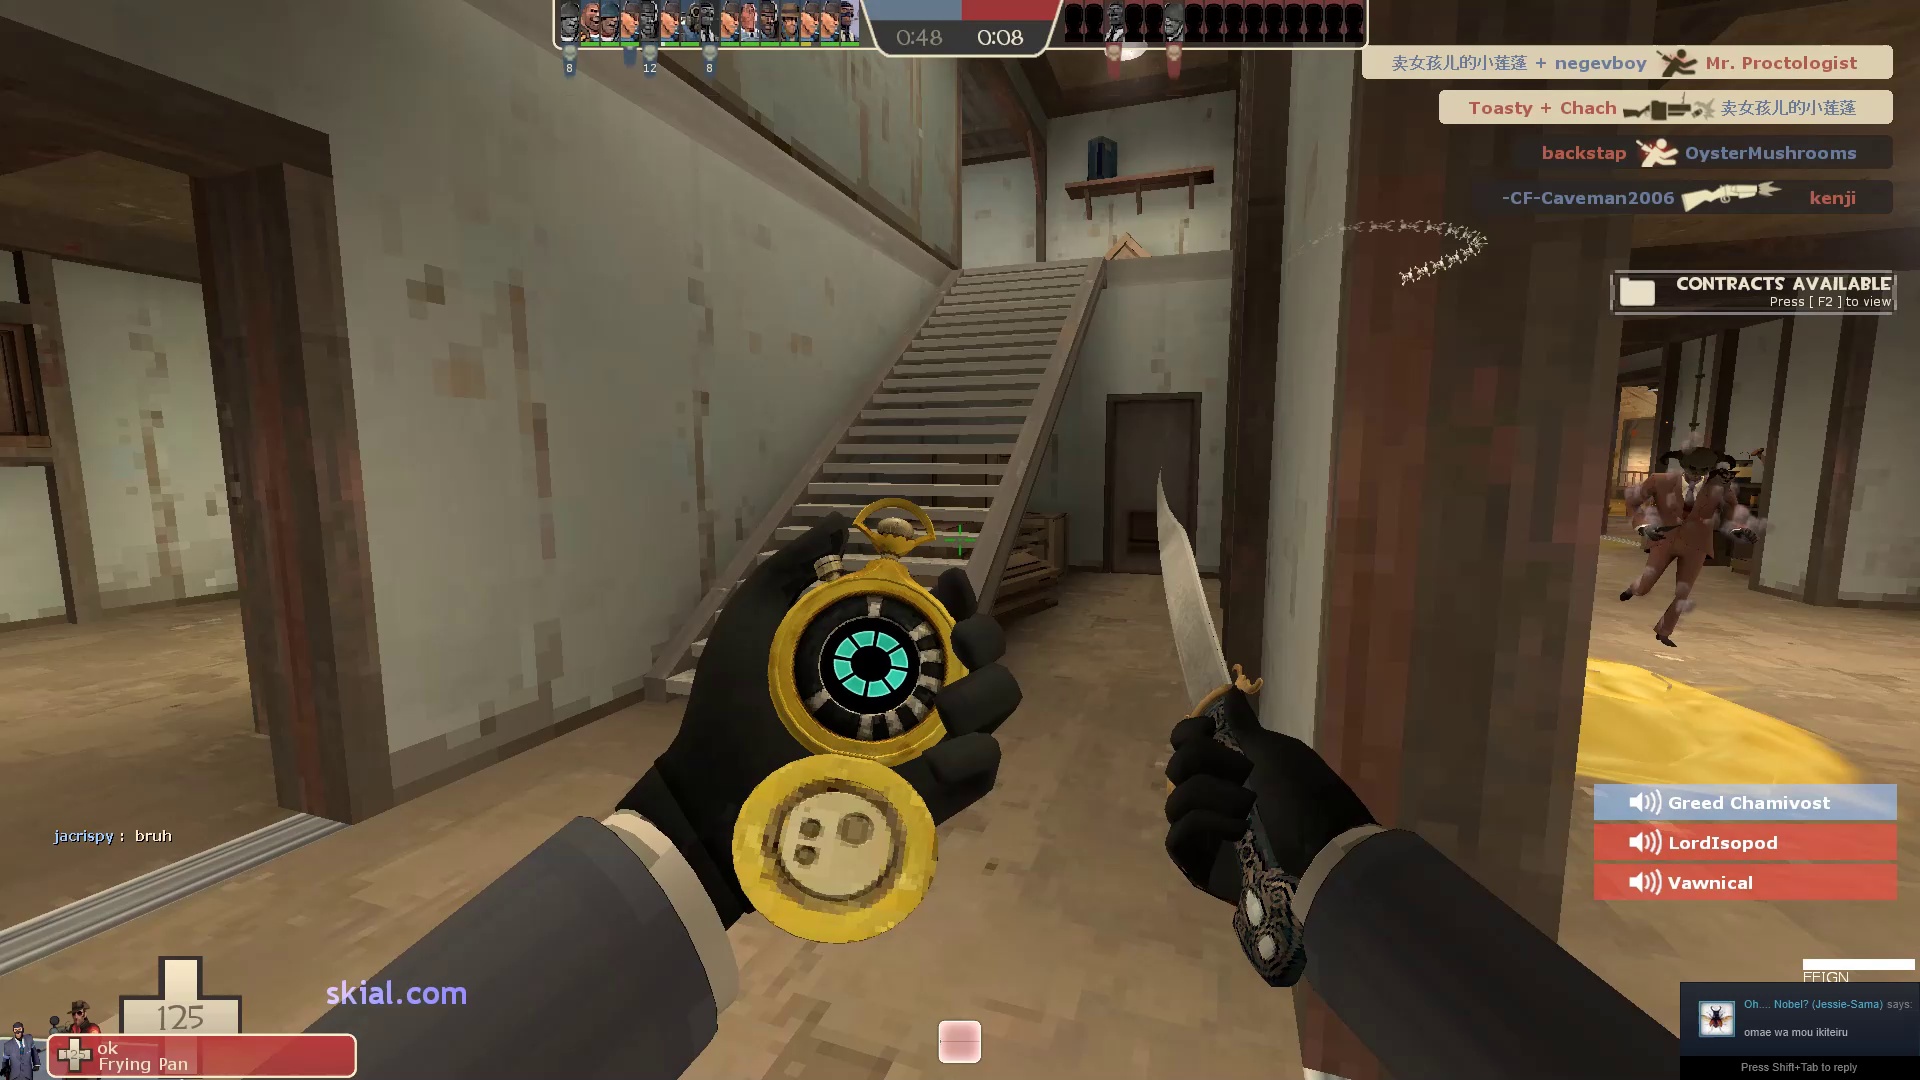 0:48 0:08
8 12 8
卖女孩儿的小莲蓬 + negevboy Mr. Proctologist
Toasty + Chach 卖女孩儿的小莲蓬
backstap OysterMushrooms
-CF-Caveman2006 kenji
CONTRACTS AVAILABLE
Press [ F2 ] to view
Greed Chamivost
jacrispy : bruh
LordIsopod
Vawnical
FEIGN
skial.com
125
Oh.... Nobel? (Jessie-Sama) says:
omae wa mou ikiteiru
125 ok
Frying Pan
Press Shift+Tab to reply